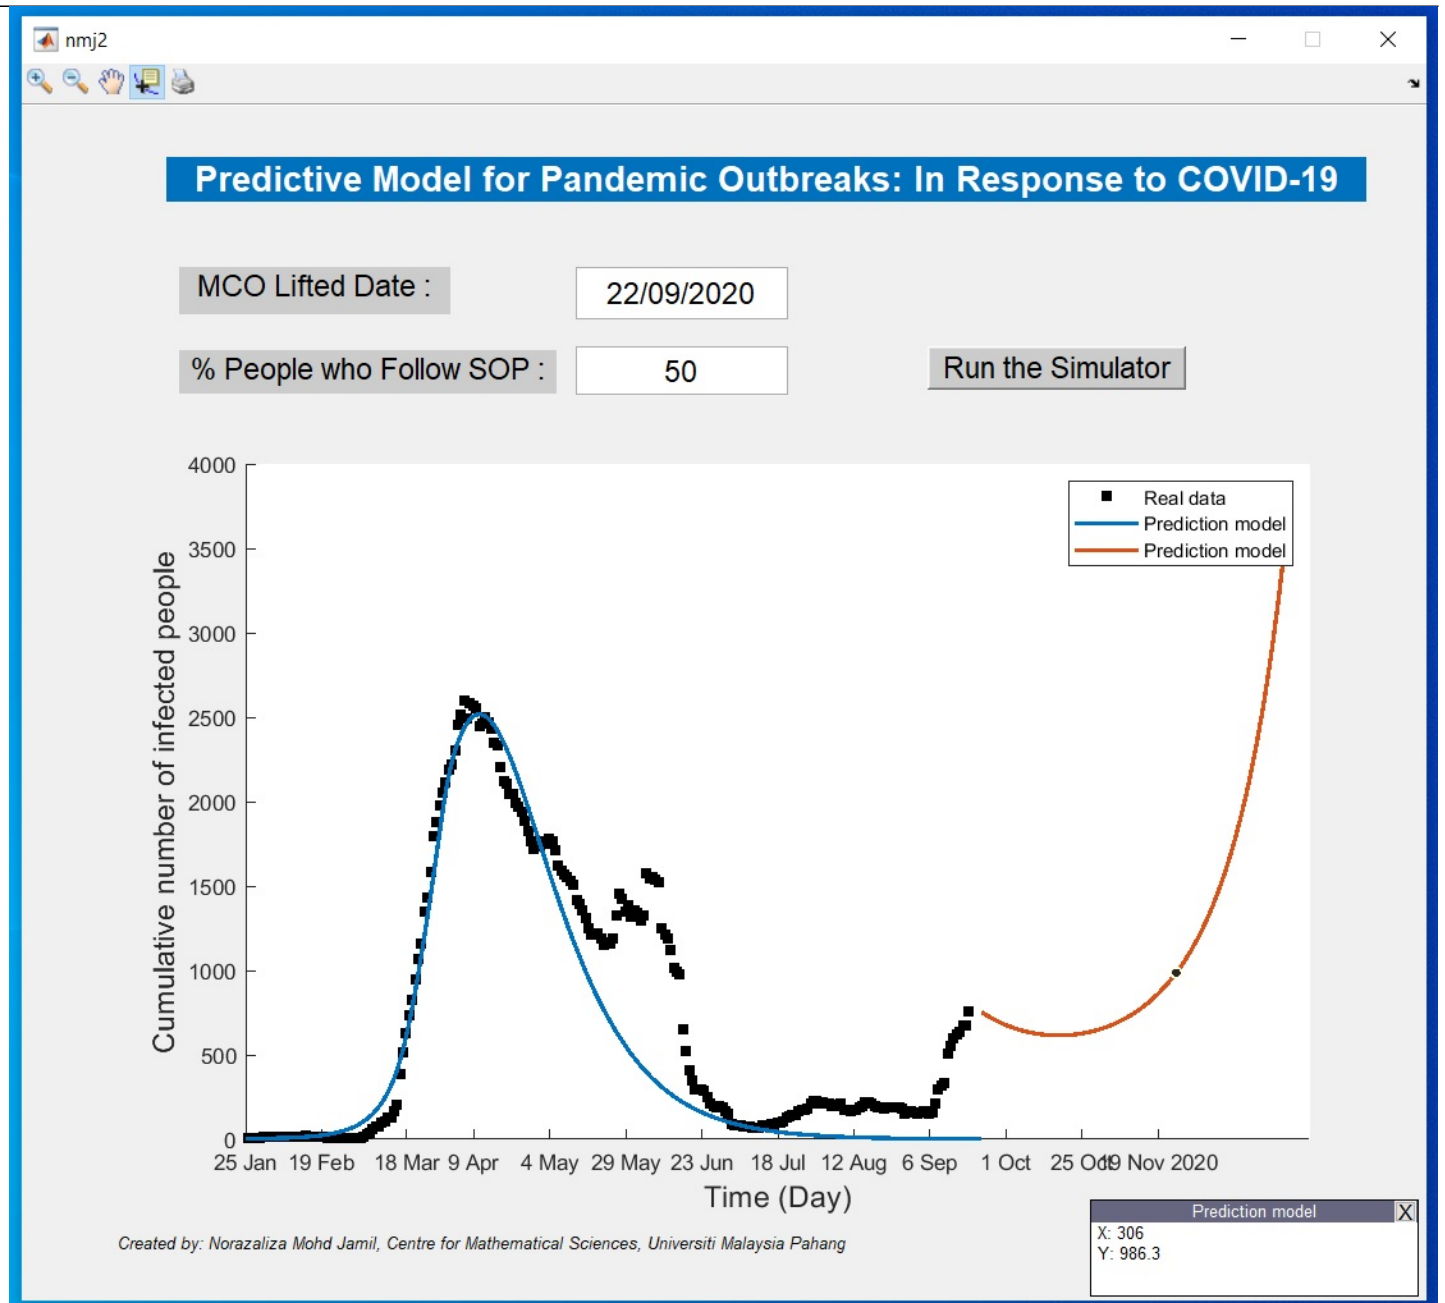 nmj2
Predictive Model for Pandemic Outbreaks: In Response to COVID-19
MCO Lifted Date :
22/09/2020
% People who Follow SOP :
50
Run the Simulator
4000
3500
3000
2500
2000
1500
1000
500
0
Cumulative number of infected people
Real data
Prediction model
Prediction model
25 Jan 19 Feb 18 Mar 9 Apr 4 May 29 May 23 Jun 18 Jul 12 Aug 6 Sep 1 Oct 25 Oct 19 Nov 2020
Time (Day)
Prediction model X
X: 306
Y: 986.3
Created by: Norazaliza Mohd Jamil, Centre for Mathematical Sciences, Universiti Malaysia Pahang